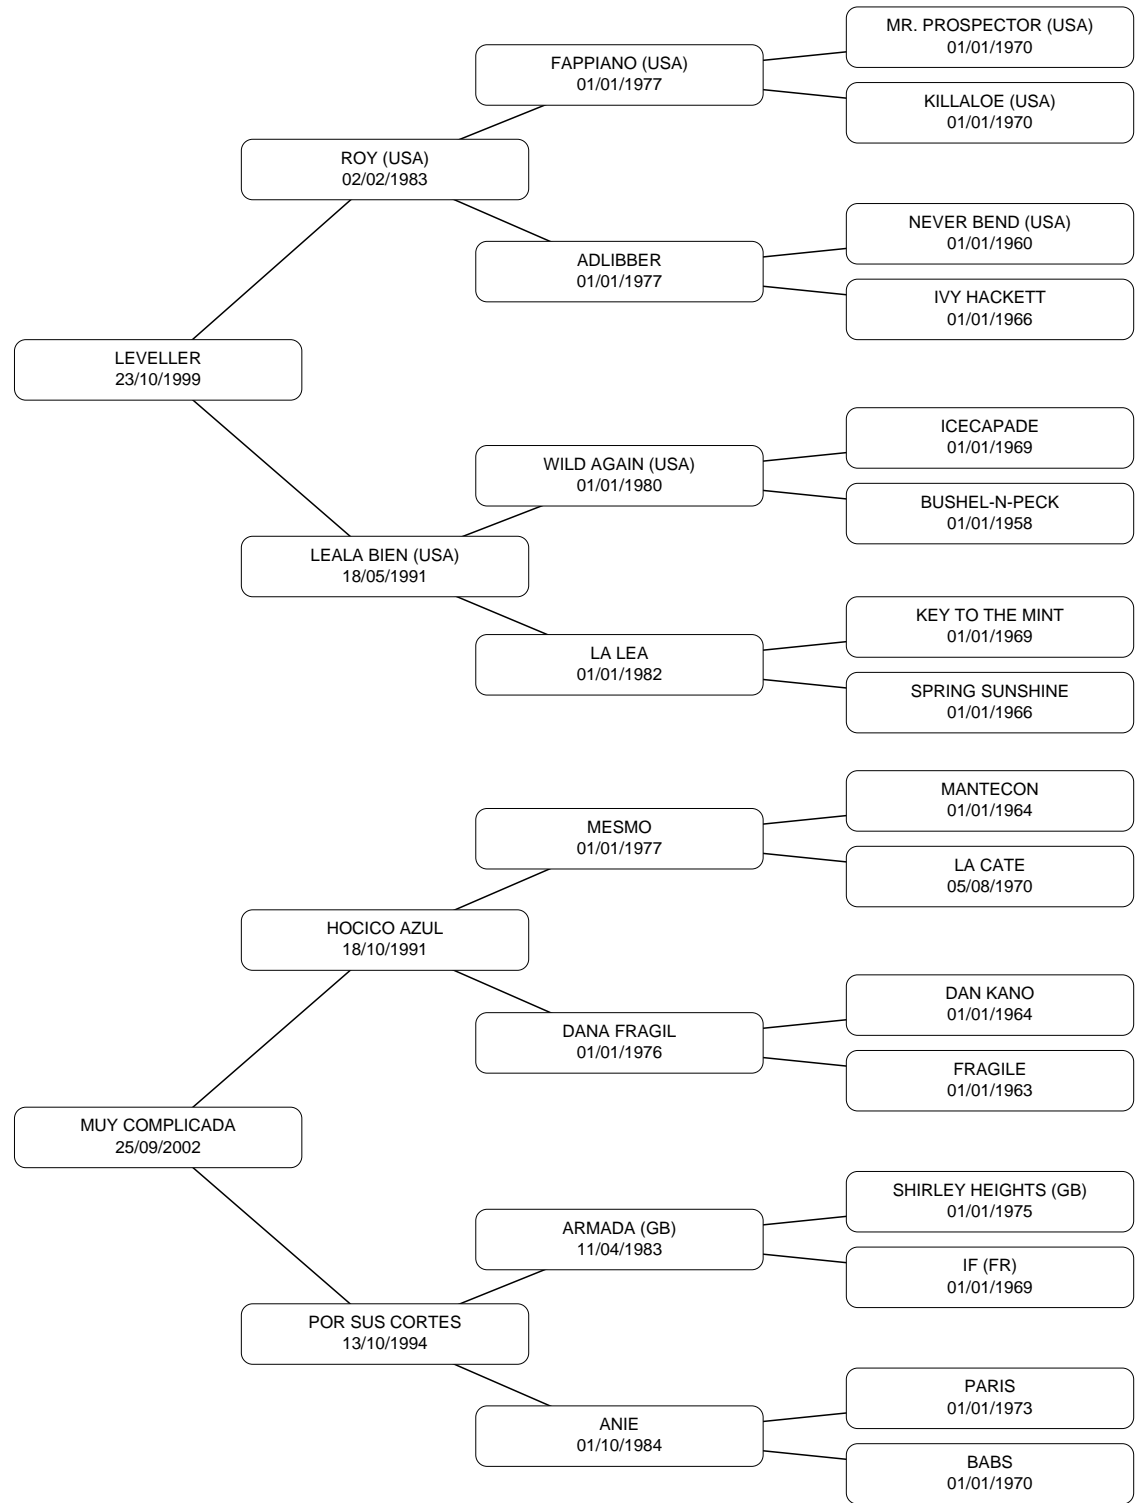 MR. PROSPECTOR (USA)
01/01/1970
FAPPIANO (USA)
01/01/1977
KILLALOE (USA)
01/01/1970
ROY (USA)
02/02/1983
NEVER BEND (USA)
01/01/1960
ADLIBBER
01/01/1977
IVY HACKETT
01/01/1966
LEVELLER
23/10/1999
ICECAPADE
01/01/1969
WILD AGAIN (USA)
01/01/1980
BUSHEL-N-PECK
01/01/1958
LEALA BIEN (USA)
18/05/1991
KEY TO THE MINT
01/01/1969
LA LEA
01/01/1982
SPRING SUNSHINE
01/01/1966
MANTECON
01/01/1964
MESMO
01/01/1977
LA CATE
05/08/1970
HOCICO AZUL
18/10/1991
DAN KANO
01/01/1964
DANA FRAGIL
01/01/1976
FRAGILE
01/01/1963
MUY COMPLICADA
25/09/2002
SHIRLEY HEIGHTS (GB)
01/01/1975
ARMADA (GB)
11/04/1983
IF (FR)
01/01/1969
POR SUS CORTES
13/10/1994
PARIS
01/01/1973
ANIE
01/10/1984
BABS
01/01/1970